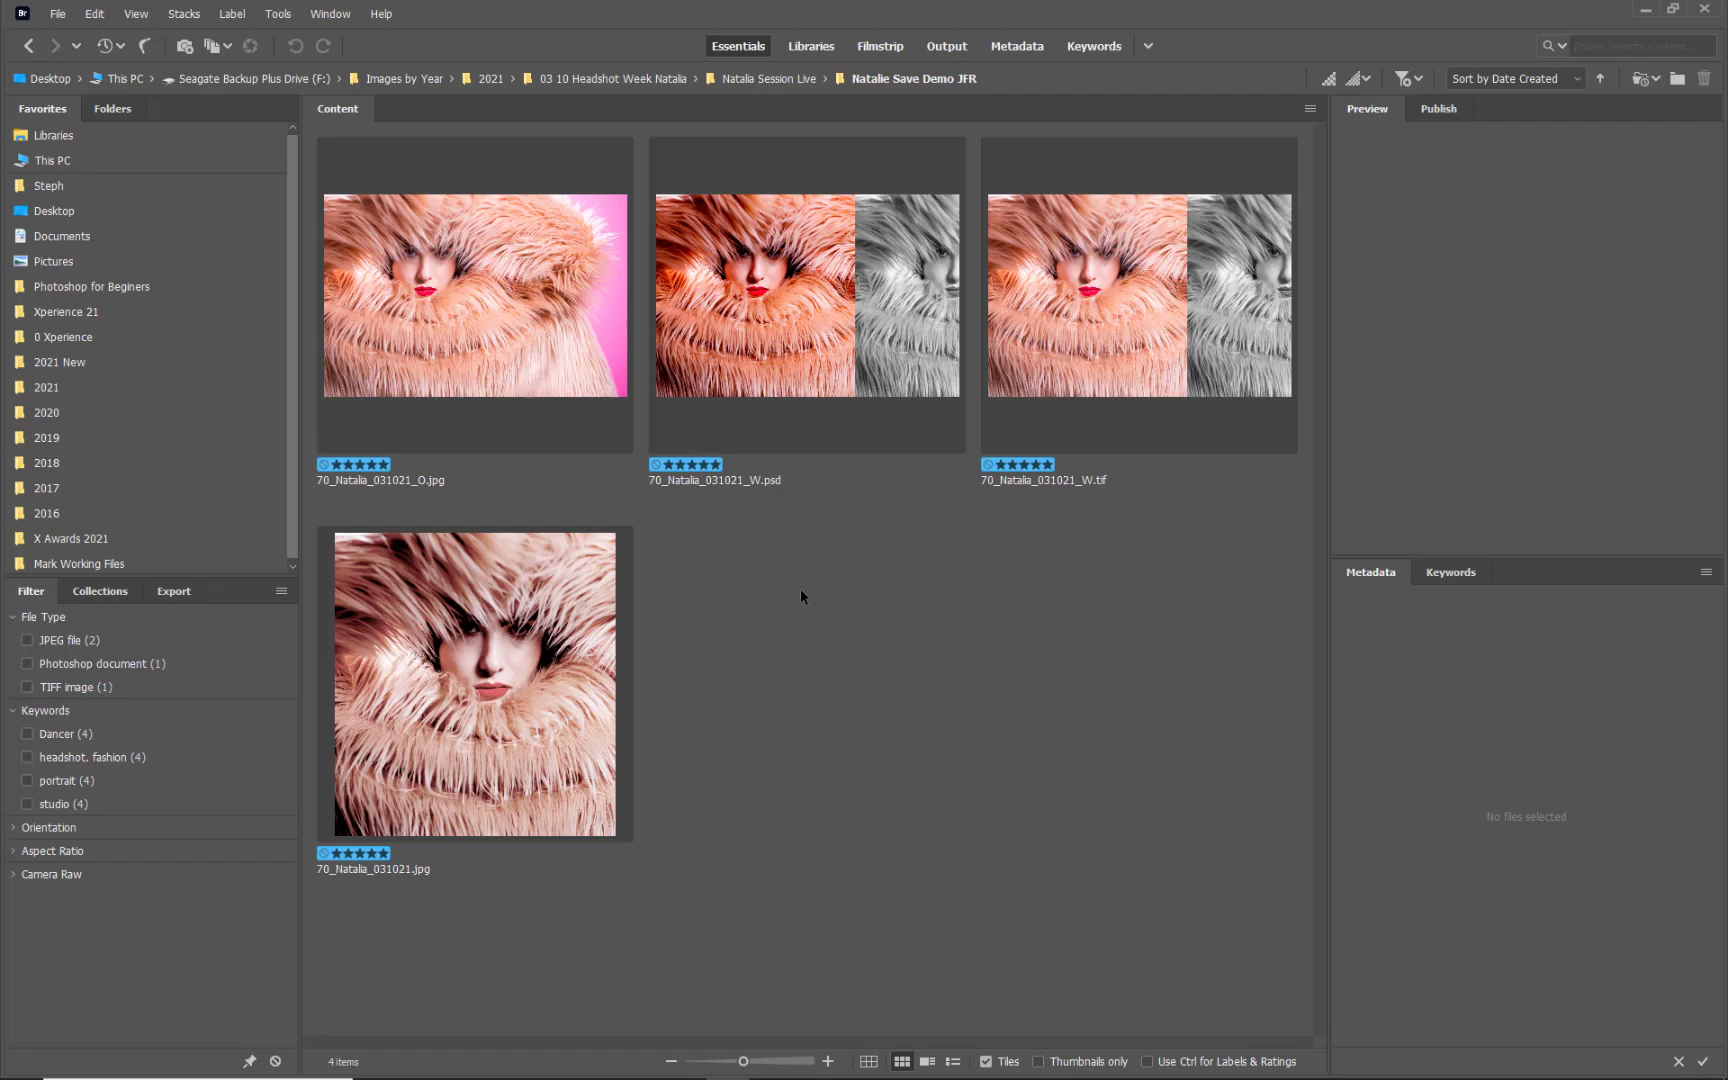 Br File Edit View Stacks Label Tools Window Help
Essentials Libraries Filmstrip Output Metadata Keywords
Desktop This PC Seagate Backup Plus Drive (F:) Images by Year 2021 03 10 Headshot Week Natalia Natalia Session Live Natalie Save Demo JFR Sort by Date Created
Favorites Folders
Content
Preview Publish
Libraries
This PC
Steph
Desktop
Documents
Pictures
Photoshop for Beginers
Xperience 21
0 Xperience
2021 New
2021
2020
2019
2018
2017
2016
X Awards 2021
Mark Working Files
70_Natalia_031021_O.jpg
70_Natalia_031021_W.psd
70_Natalia_031021_W.tif
70_Natalia_031021.jpg
Filter Collections Export
File Type
JPEG file (2)
Photoshop document (1)
TIFF image (1)
Keywords
Dancer (4)
headshot. fashion (4)
portrait (4)
studio (4)
Orientation
Aspect Ratio
Camera Raw
Metadata Keywords
No files selected
4 items
Tiles Thumbnails only Use Ctrl for Labels & Ratings